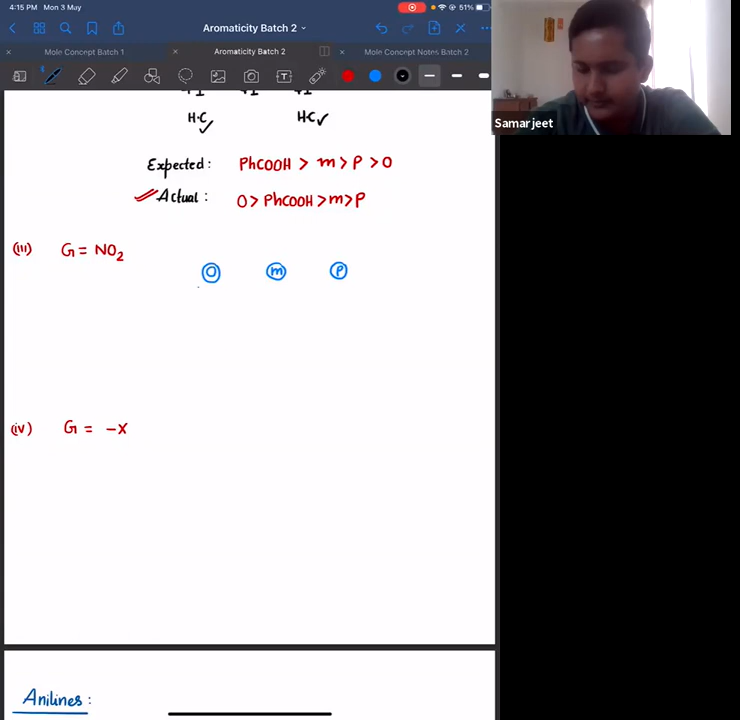 4:15 PM Mon 3 May
51%
Aromaticity Batch 2
Mole Concept Batch 1
Aromaticity Batch 2
Mole Concept Notes Batch 2
Samarjeet
H·C ✓ H·C ✓
Expected: PhCOOH > m > P > O
Actual: O > PhCOOH > m > P
(iii) G = NO₂
O m P
(iv) G = -X
Anilines: